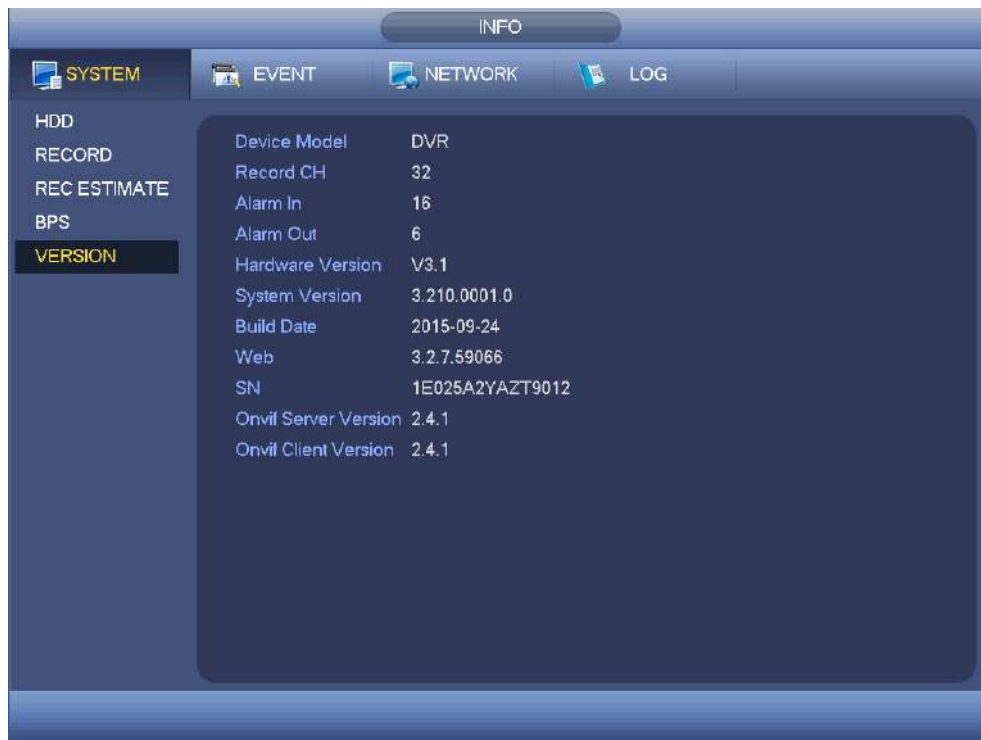 INFO
SYSTEM EVENT NETWORK LOG
HDD
RECORD
REC ESTIMATE
BPS
VERSION
Device Model DVR
Record CH 32
Alarm In 16
Alarm Out 6
Hardware Version V3.1
System Version 3.210.0001.0
Build Date 2015-09-24
Web 3.2.7.59066
SN 1E025A2YAZT9012
Onvif Server Version 2.4.1
Onvif Client Version 2.4.1